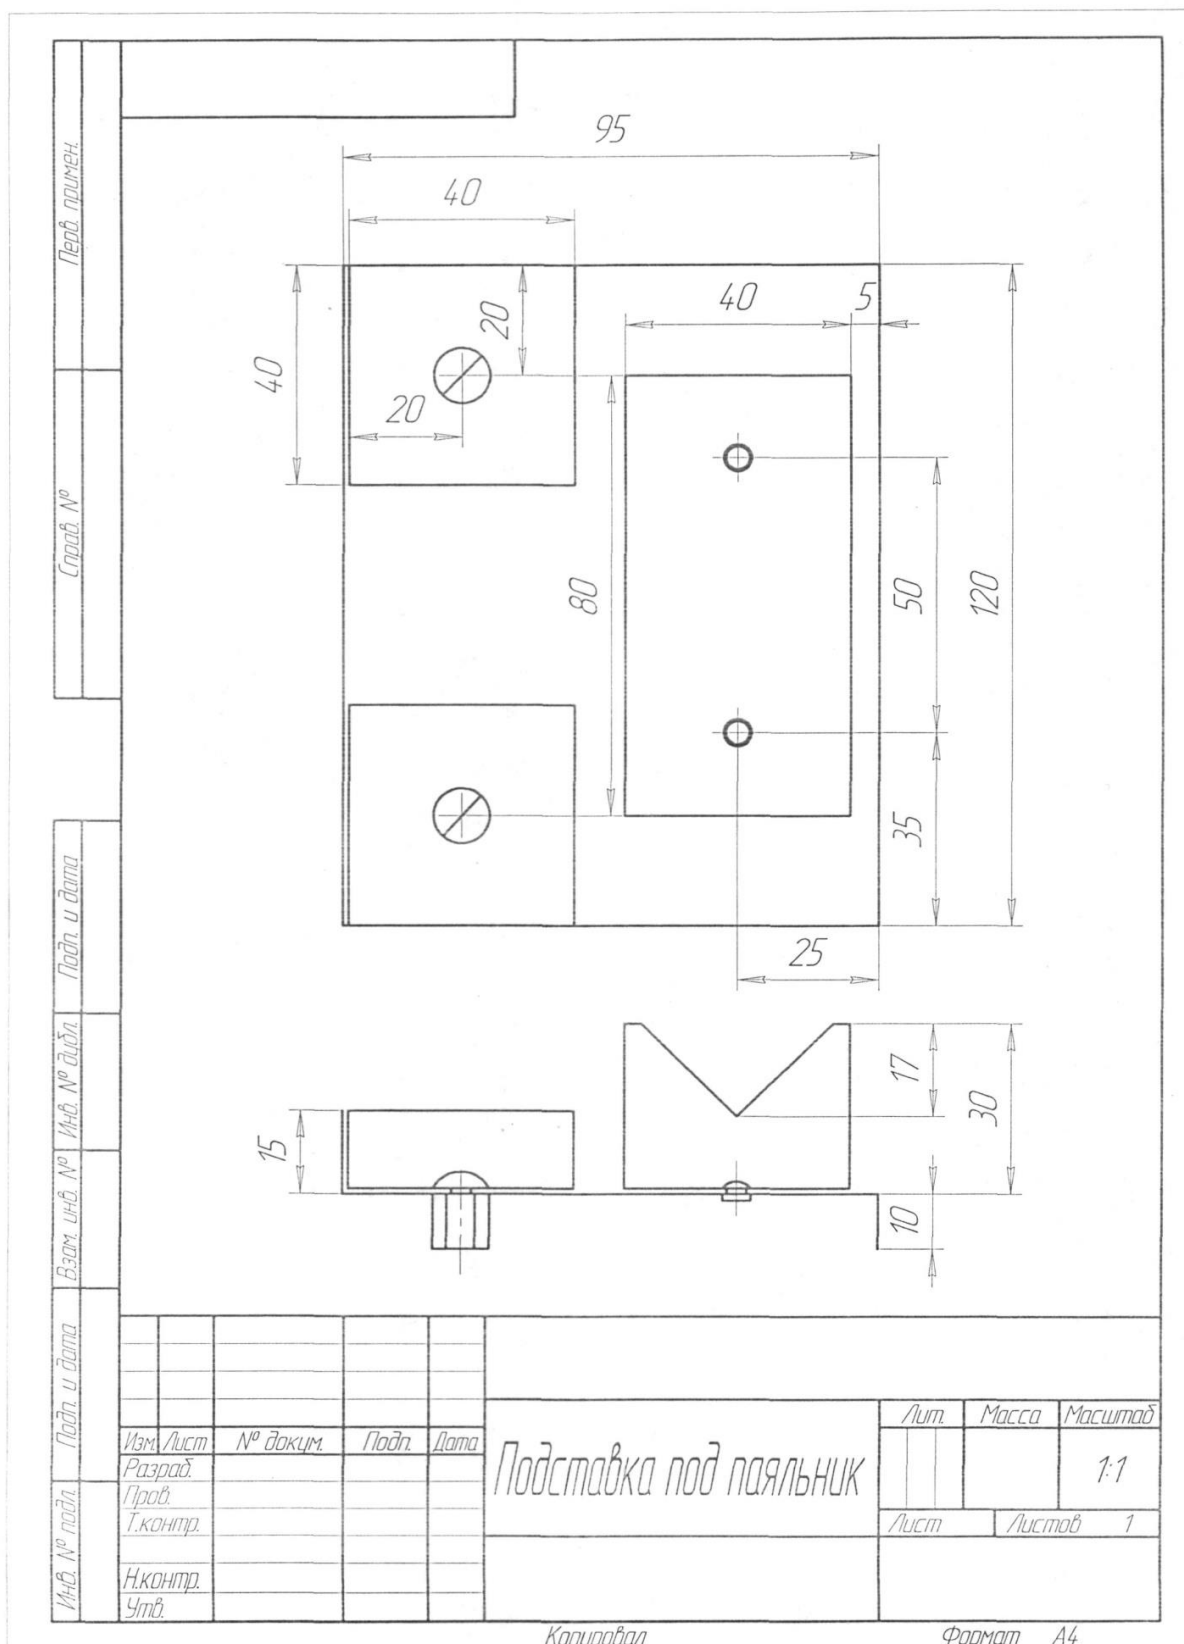 95
40
40
20
20
40
5
80
50
120
35
25
15
17
30
10
Перв. примен.
Справ. №
Подп. и дата
Инв. № дубл.
Взам. инв. №
Подп. и дата
Инв. № подл.
Изм. Лист № докум. Подп. Дата
Разраб.
Пров.
Т.контр.
Н.контр.
Утв.
Подставка под паяльник
Лит. Масса Масштаб
1:1
Лист Листов 1
Копировал Формат А4